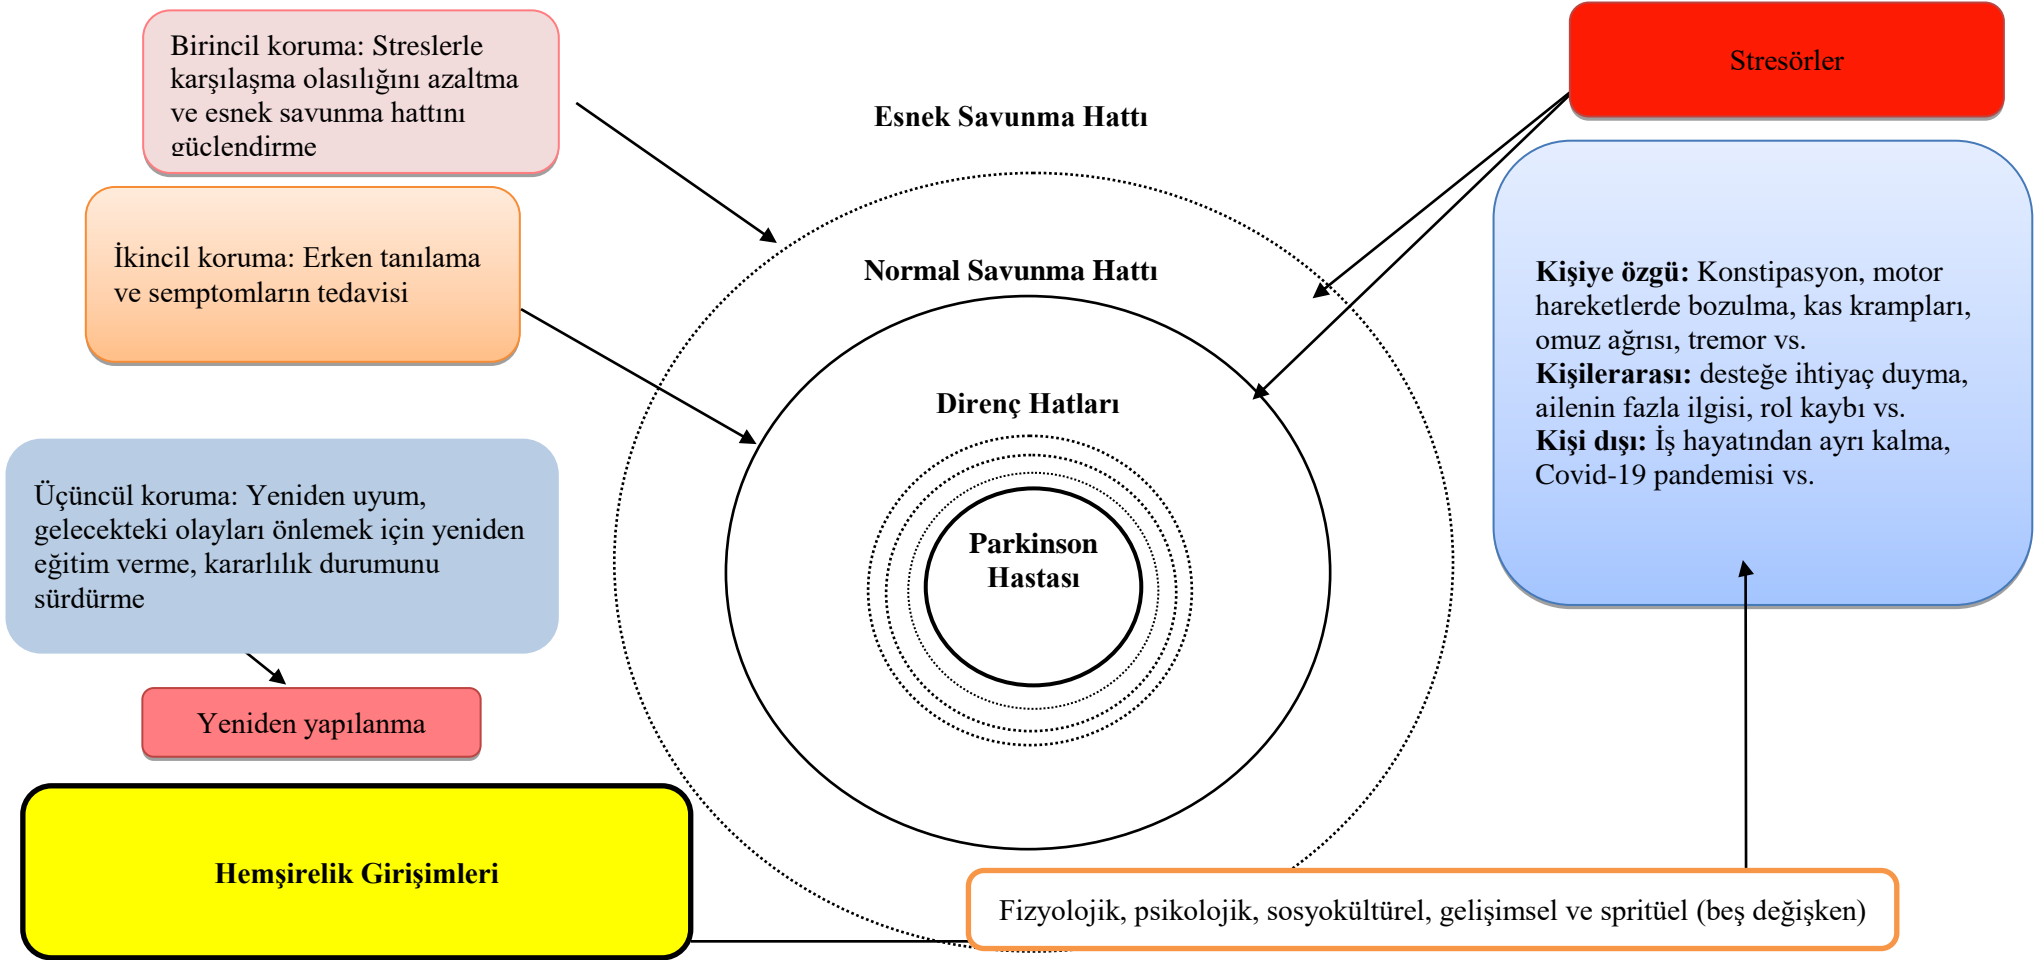 Birincil koruma: Streslerle
karşılaşma olasılığını azaltma
ve esnek savunma hattını
güçlendirme
Stresörler
Esnek Savunma Hattı
İkincil koruma: Erken tanılama
ve semptomların tedavisi
Normal Savunma Hattı
Kişiye özgü: Konstipasyon, motor
hareketlerde bozulma, kas krampları,
omuz ağrısı, tremor vs.
Kişilerarası: desteğe ihtiyaç duyma,
ailenin fazla ilgisi, rol kaybı vs.
Kişi dışı: İş hayatından ayrı kalma,
Covid-19 pandemisi vs.
Direnç Hatları
Üçüncül koruma: Yeniden uyum,
gelecekteki olayları önlemek için yeniden
eğitim verme, kararlılık durumunu
sürdürme
Parkinson
Hastası
Yeniden yapılanma
Hemşirelik Girişimleri
Fizyolojik, psikolojik, sosyokültürel, gelişimsel ve spritüel (beş değişken)